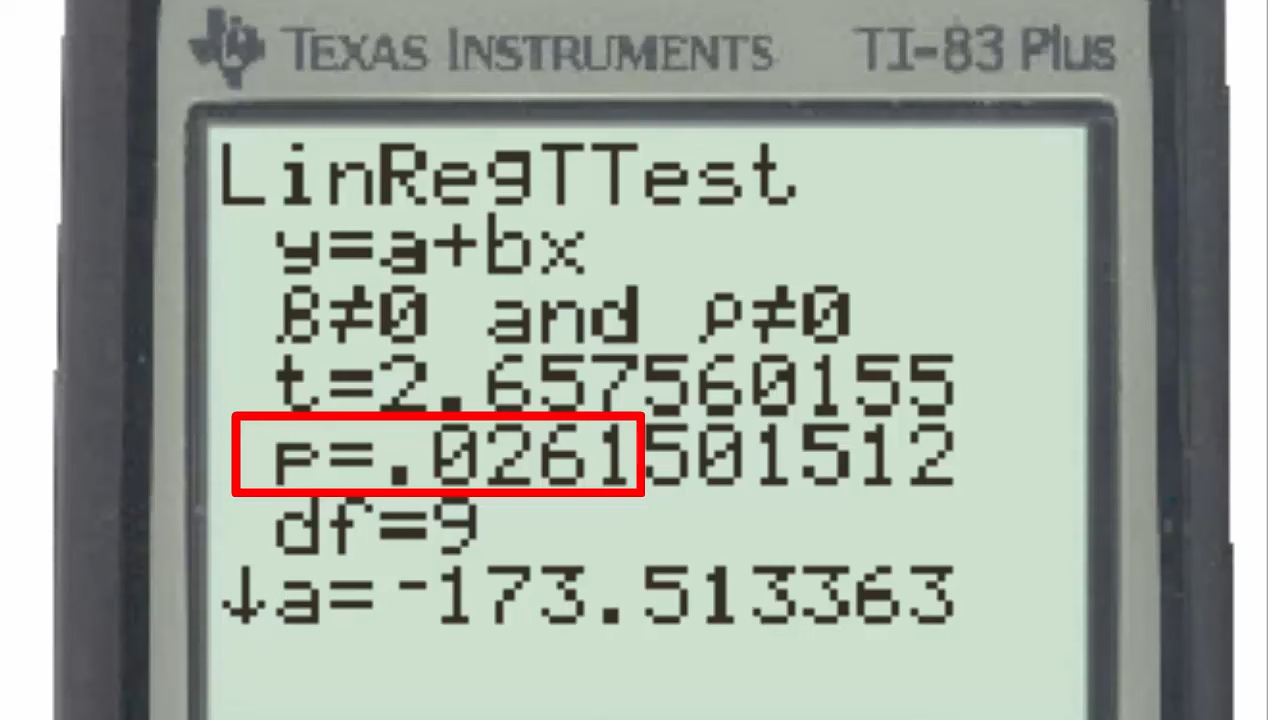 TEXAS INSTRUMENTS TI-83 Plus
LinRegTTest
y=a+bx
β≠0 and ρ≠0
t=2.657560155
p=.0261501512
df=9
↓a=-173.513363